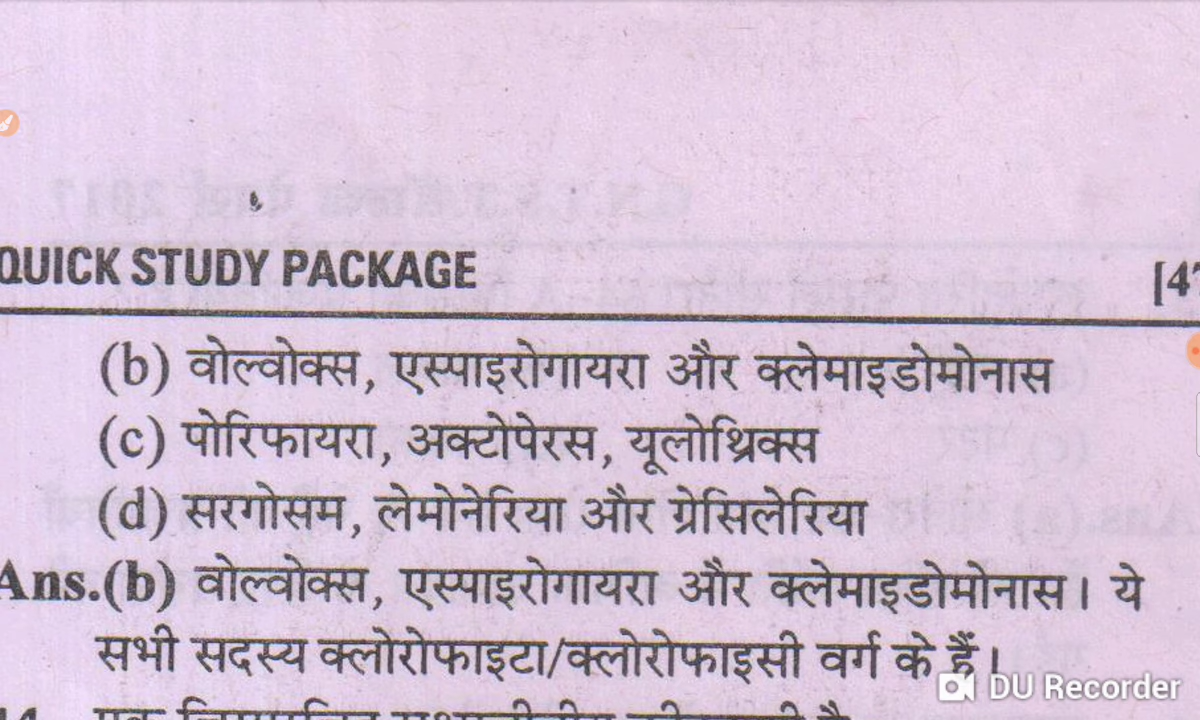 QUICK STUDY PACKAGE
(b) वोल्वोक्स, एस्पाइरोगायरा और क्लेमाइडोमोनास
(c) पोरिफायरा, अक्टोपेरस, यूलोथ्रिक्स
(d) सरगोसम, लेमोनेरिया और ग्रेसिलेरिया
Ans.(b) वोल्वोक्स, एस्पाइरोगायरा और क्लेमाइडोमोनास। ये
सभी सदस्य क्लोरोफाइटा/क्लोरोफाइसी वर्ग के हैं।
DU Recorder